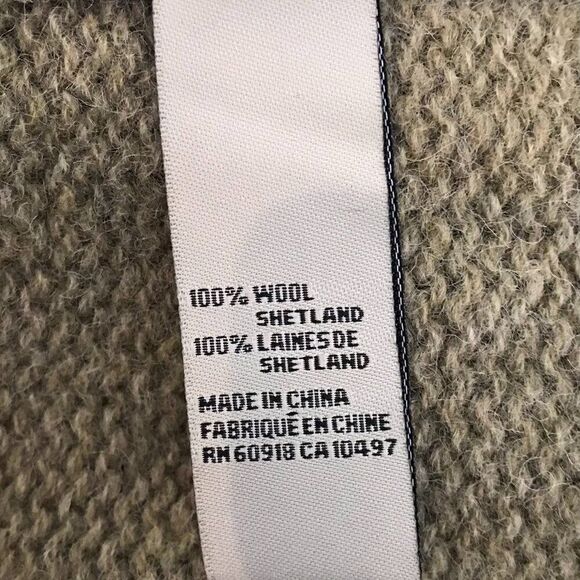 100% WOOL
SHETLAND
100% LAINES DE
SHETLAND
MADE IN CHINA
FABRIQUÉ EN CHINE
RN 60918 CA 10497